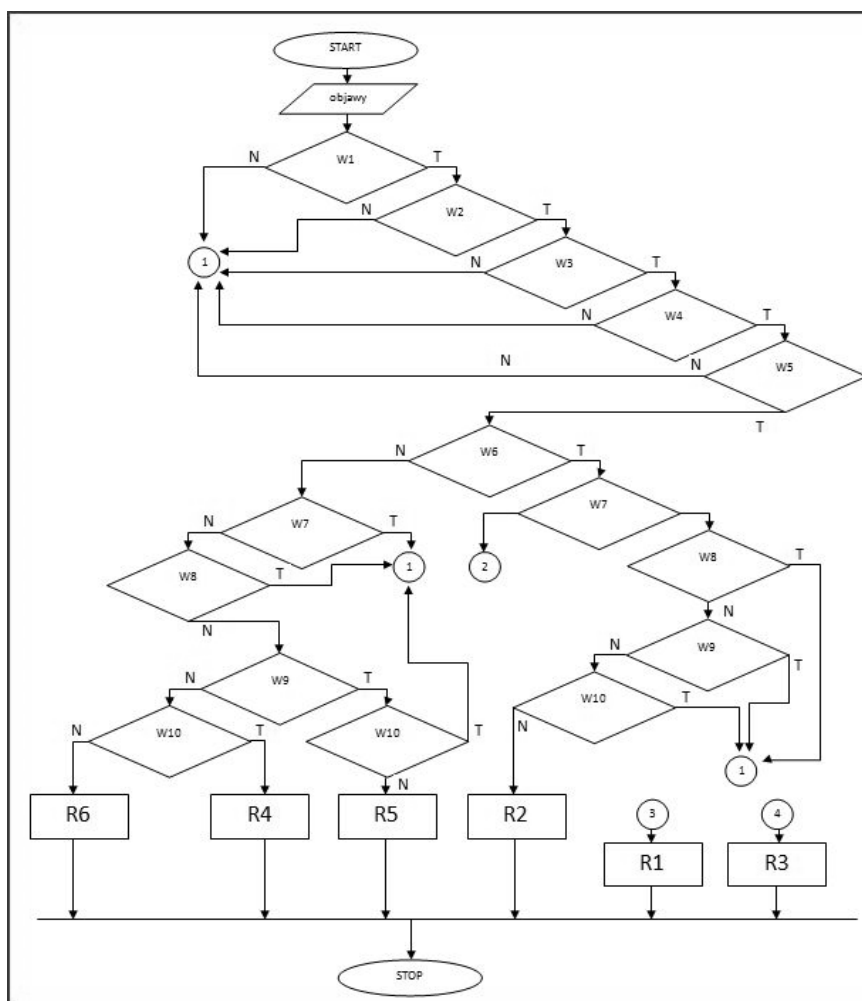 START
objawy
N W1 T
N W2 T
1 N W3 T
N W4 T
N N W5
T
N W6 T
N W7 T W7
W8 T 1 2 W8 T
N N
N W9 T N W9 T
N W10 T W10 T W10 T
N N 1
R6 R4 R5 R2 3 4
R1 R3
STOP